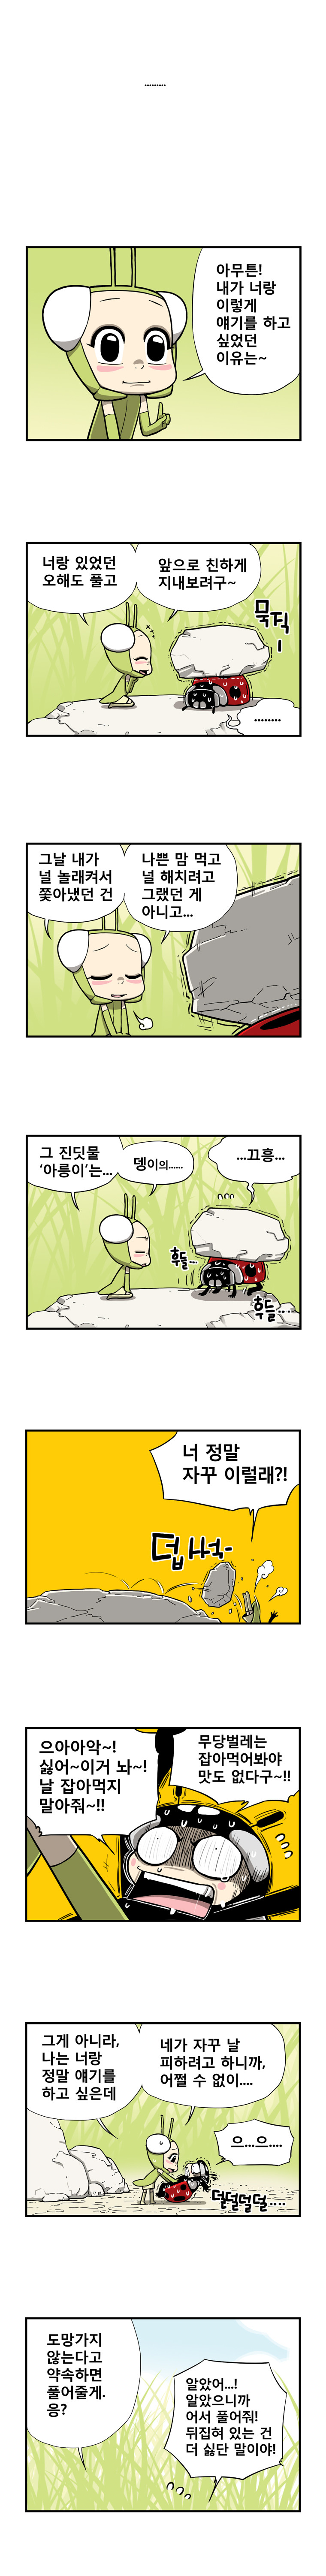 .........
아무튼!
내가 너랑
이렇게
얘기를 하고
싶었던
이유는~
너랑 있었던
오해도 풀고
앞으로 친하게
지내보려구~
묵직
........
그날 내가
널 놀래켜서
쫓아냈던 건
나쁜 맘 먹고
널 해치려고
그랬던 게
아니고...
그 진딧물
‘아릉이’는...
뎅이의......
...끄흥...
후들...
후들...
너 정말
자꾸 이럴래?!
덥썩-
으아아악~!
싫어~이거 놔~!
날 잡아먹지
말아줘~!!
무당벌레는
잡아먹어봐야
맛도 없다구~!!
그게 아니라,
나는 너랑
정말 얘기를
하고 싶은데
네가 자꾸 날
피하려고 하니까,
어쩔 수 없이....
으...으....
덜덜덜덜....
도망가지
않는다고
약속하면
풀어줄게.
응?
알았어...!
알았으니까
어서 풀어줘!
뒤집혀 있는 건
더 싫단 말이야!